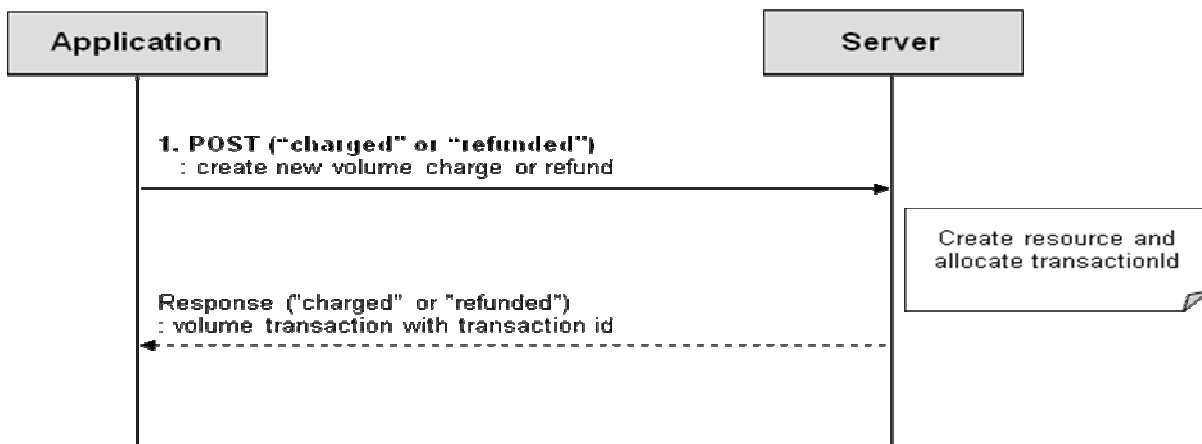 Application
Server
1. POST (“charged” or “refunded”)
: create new volume charge or refund
Create resource and
allocate transactionId
Response ("charged" or "refunded")
: volume transaction with transaction id